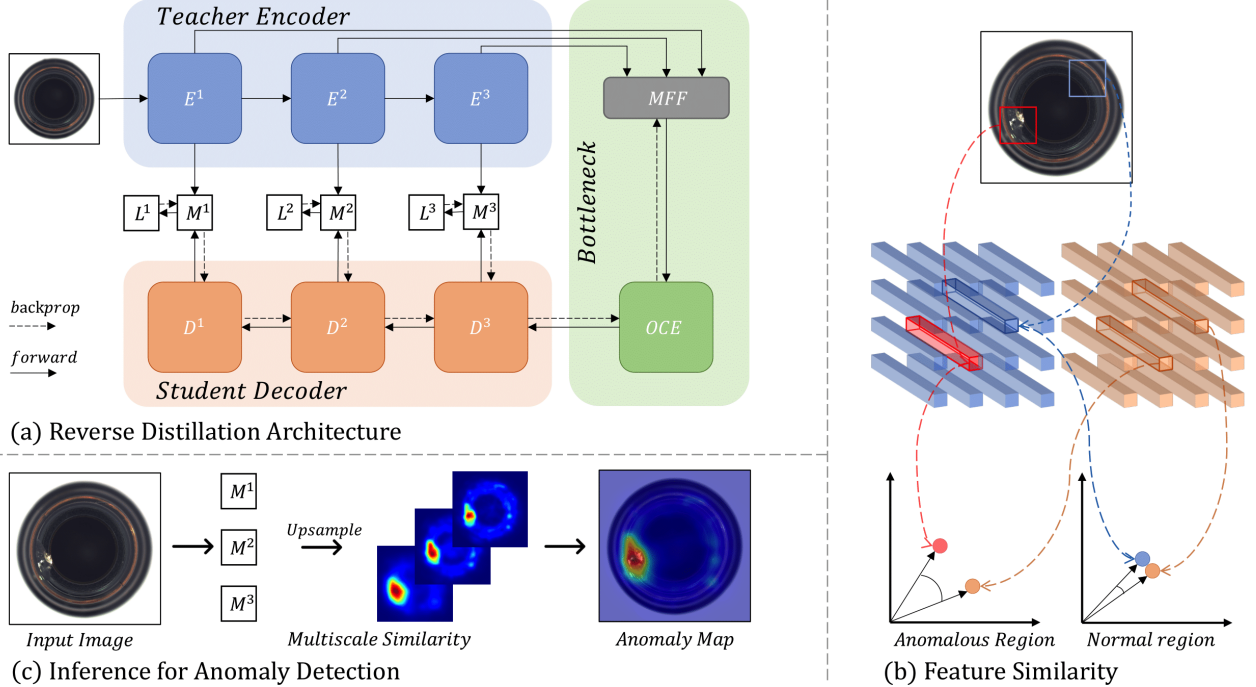 Teacher Encoder
E¹
E²
E³
MFF
Bottleneck
L¹
M¹
L²
M²
L³
M³
backprop
forward
D¹
D²
D³
OCE
Student Decoder
(a) Reverse Distillation Architecture
M¹
M²
M³
Upsample
Input Image
Multiscale Similarity
Anomaly Map
(c) Inference for Anomaly Detection
Anomalous Region
Normal region
(b) Feature Similarity